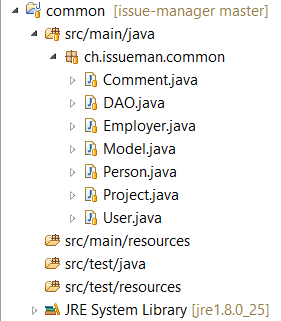 common [issue-manager master]
src/main/java
ch.issueman.common
Comment.java
DAO.java
Employer.java
Model.java
Person.java
Project.java
User.java
src/main/resources
src/test/java
src/test/resources
JRE System Library [jre1.8.0_25]